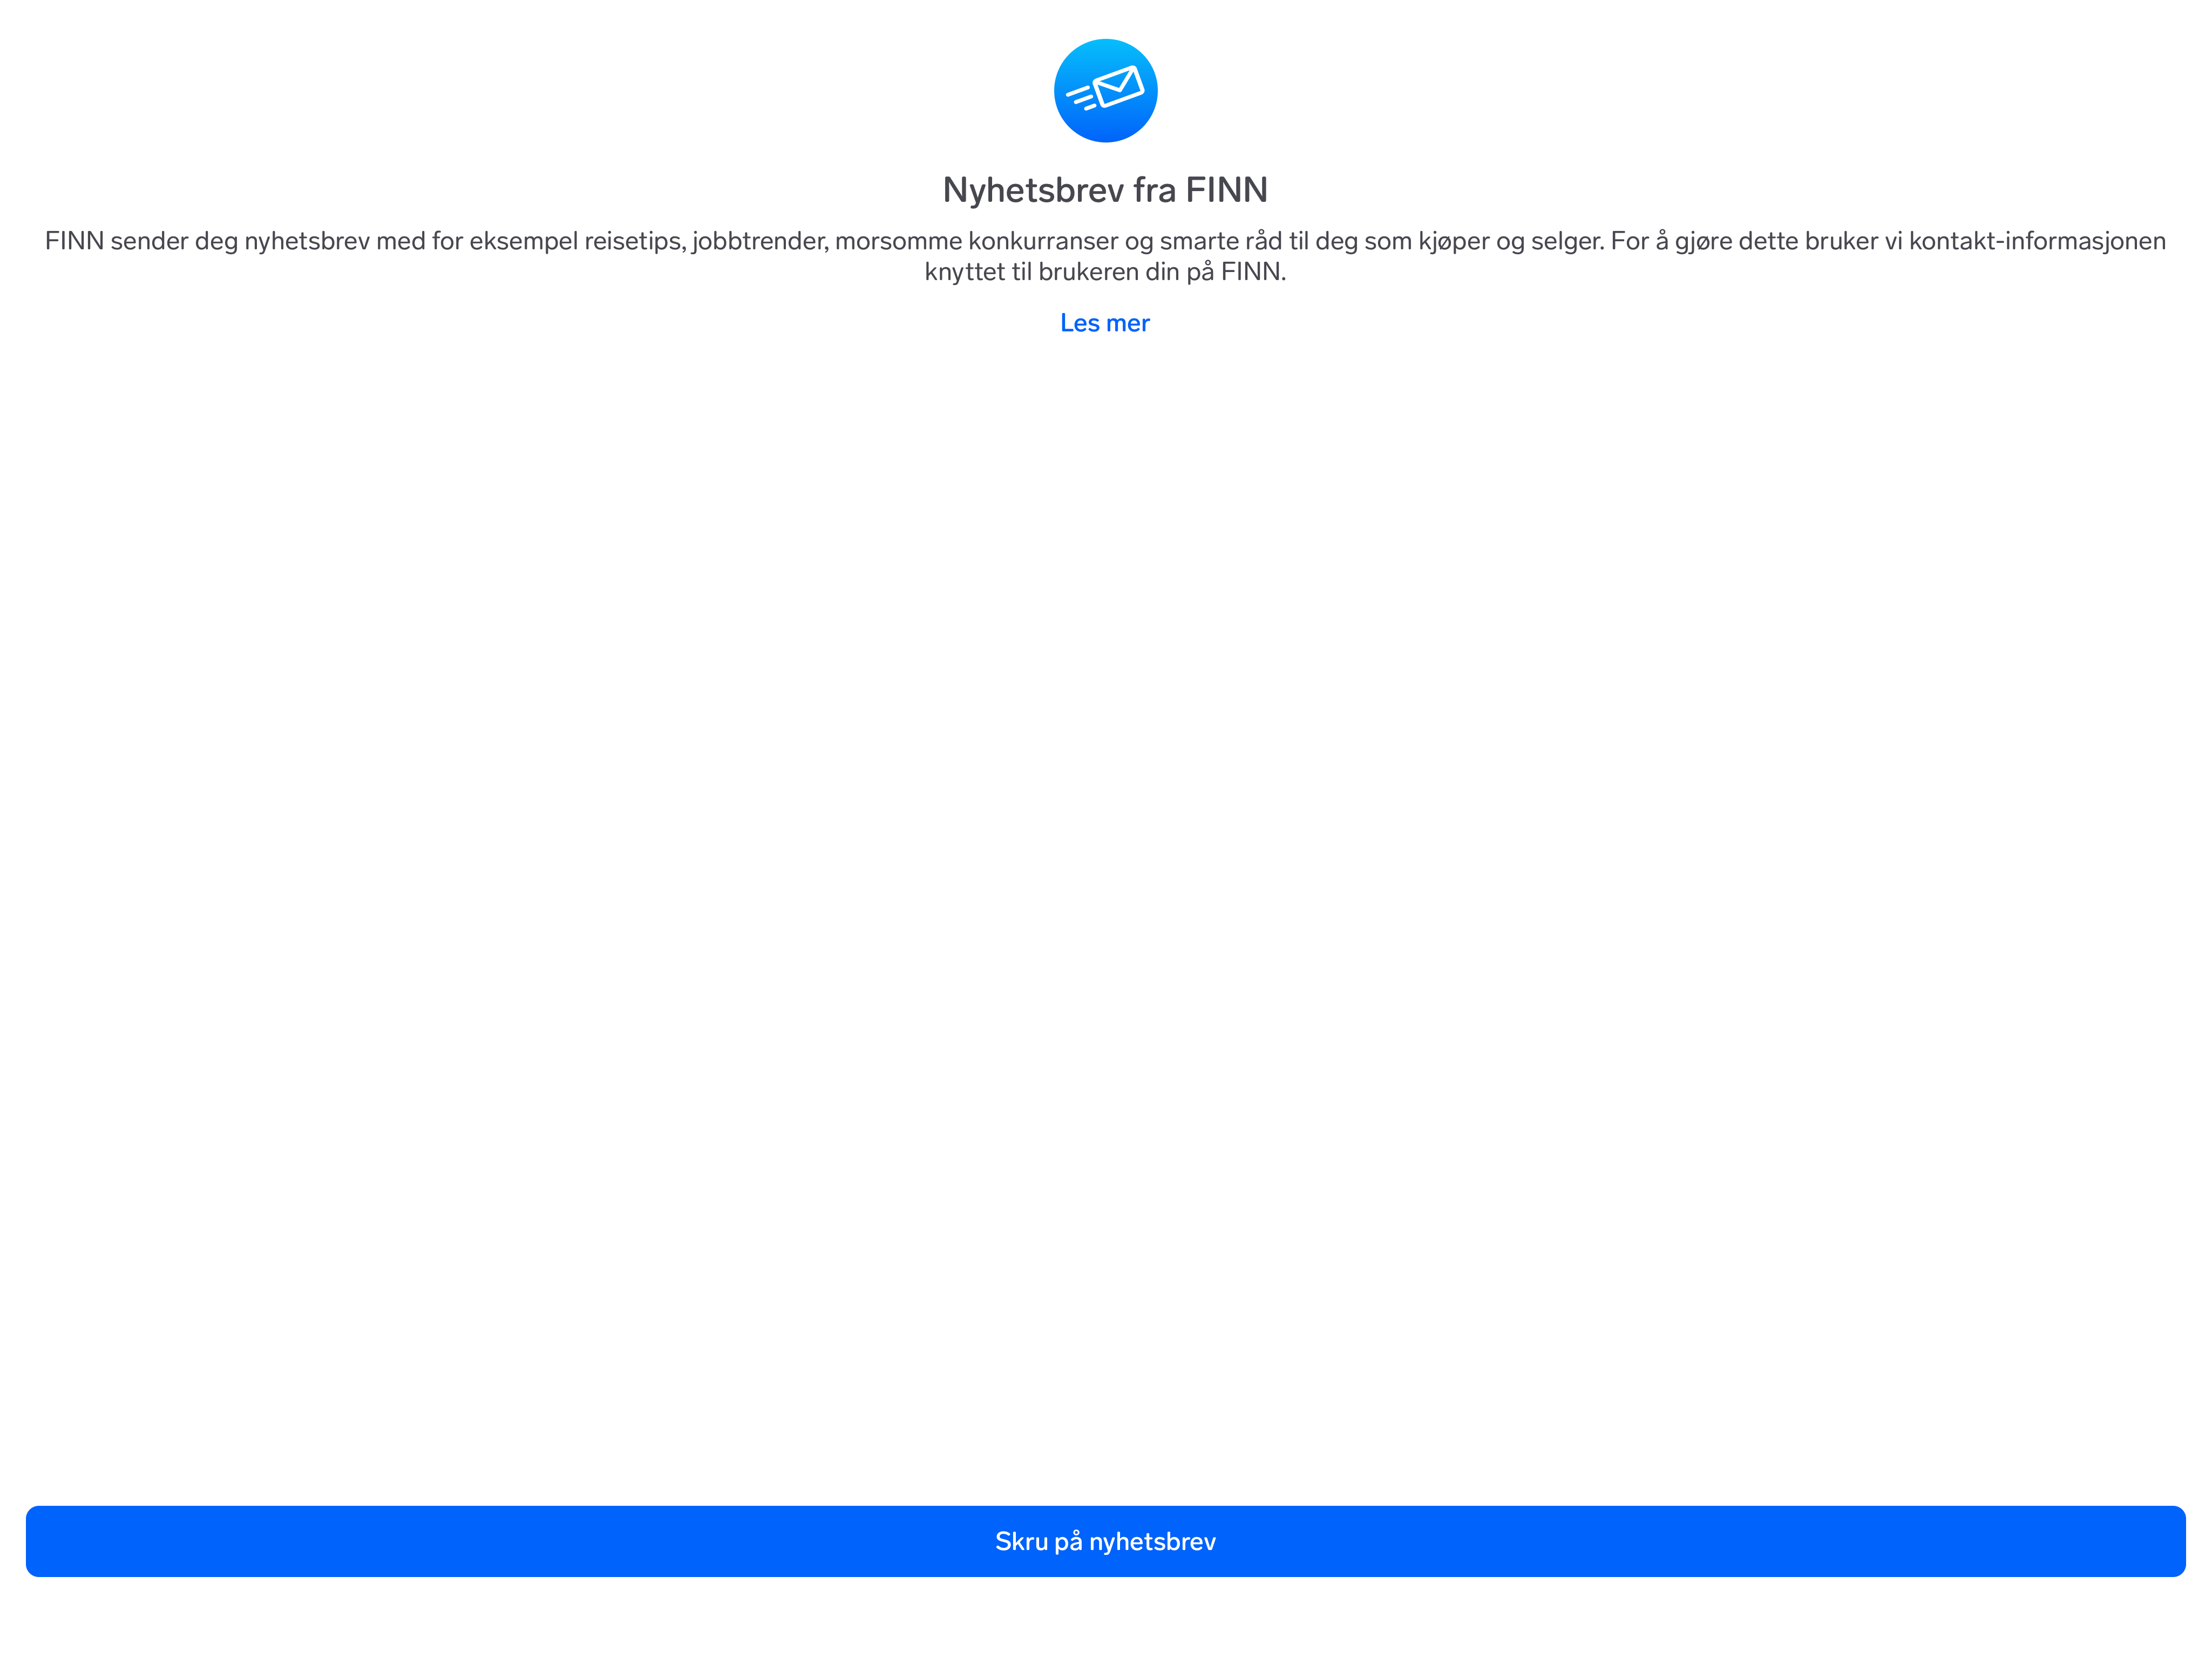 Nyhetsbrev fra FINN
FINN sender deg nyhetsbrev med for eksempel reisetips, jobbtrender, morsomme konkurranser og smarte råd til deg som kjøper og selger. For å gjøre dette bruker vi kontakt-informasjonen
knyttet til brukeren din på FINN.
Les mer
Skru på nyhetsbrev